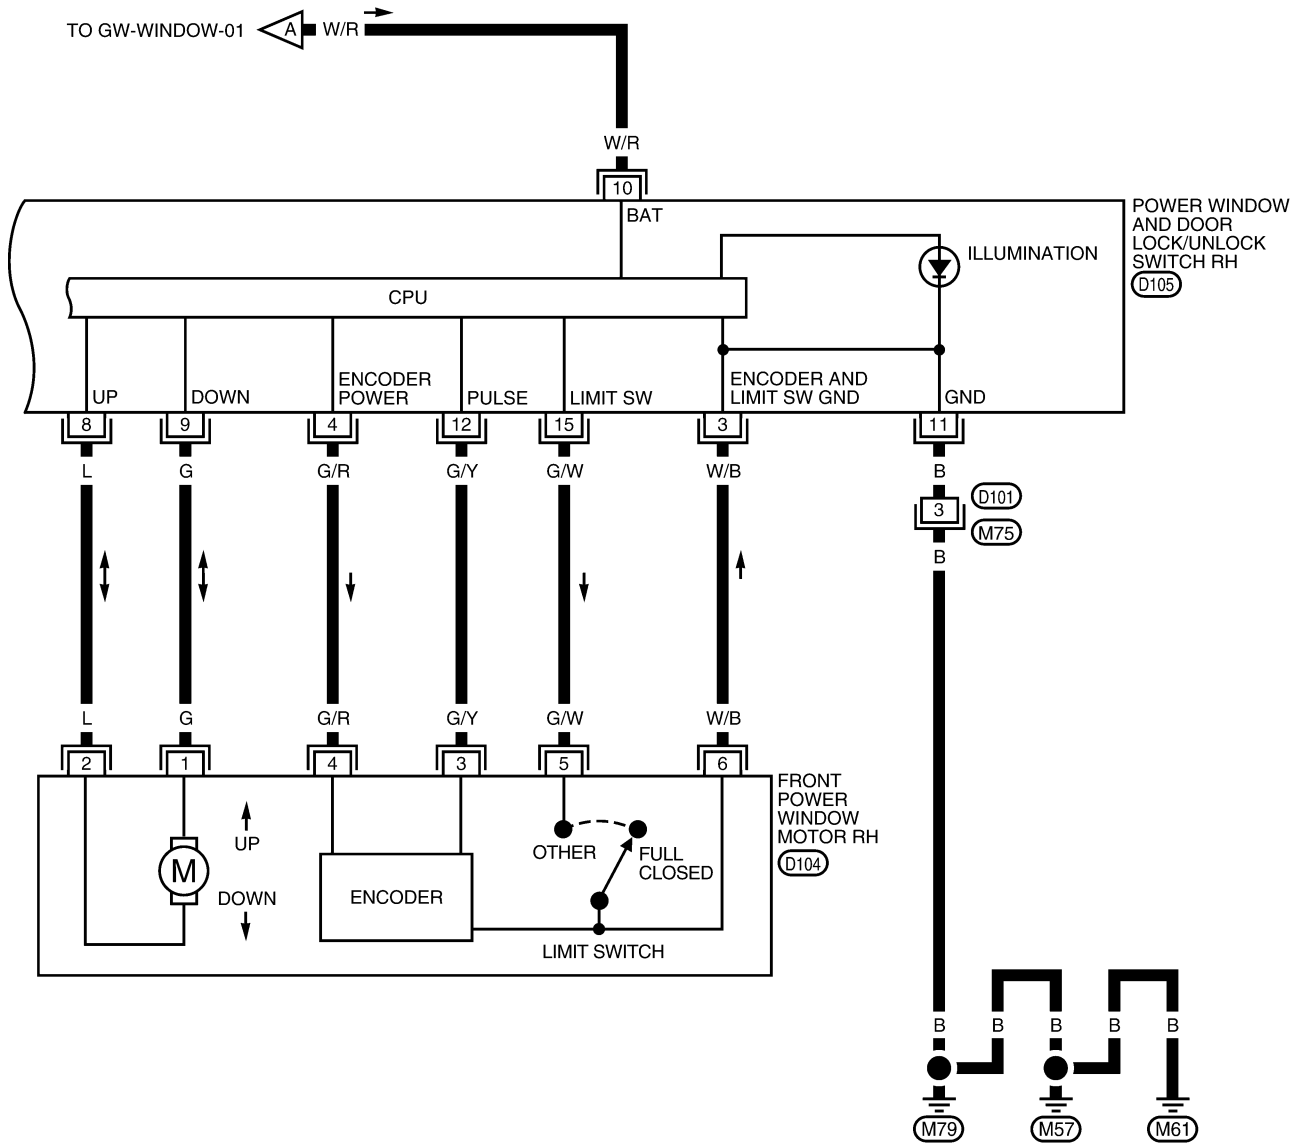 TO GW-WINDOW-01
A
W/R
W/R
10
BAT
POWER WINDOW
AND DOOR
LOCK/UNLOCK
SWITCH RH
D105
ILLUMINATION
CPU
UP
DOWN
ENCODER
POWER
PULSE
LIMIT SW
ENCODER AND
LIMIT SW GND
GND
8
9
4
12
15
3
11
L
G
G/R
G/Y
G/W
W/B
B
3
D101
M75
B
L
G
G/R
G/Y
G/W
W/B
2
1
4
3
5
6
FRONT
POWER
WINDOW
MOTOR RH
D104
M
UP
DOWN
ENCODER
OTHER
FULL
CLOSED
LIMIT SWITCH
B
B
B
B
B
M79
M57
M61